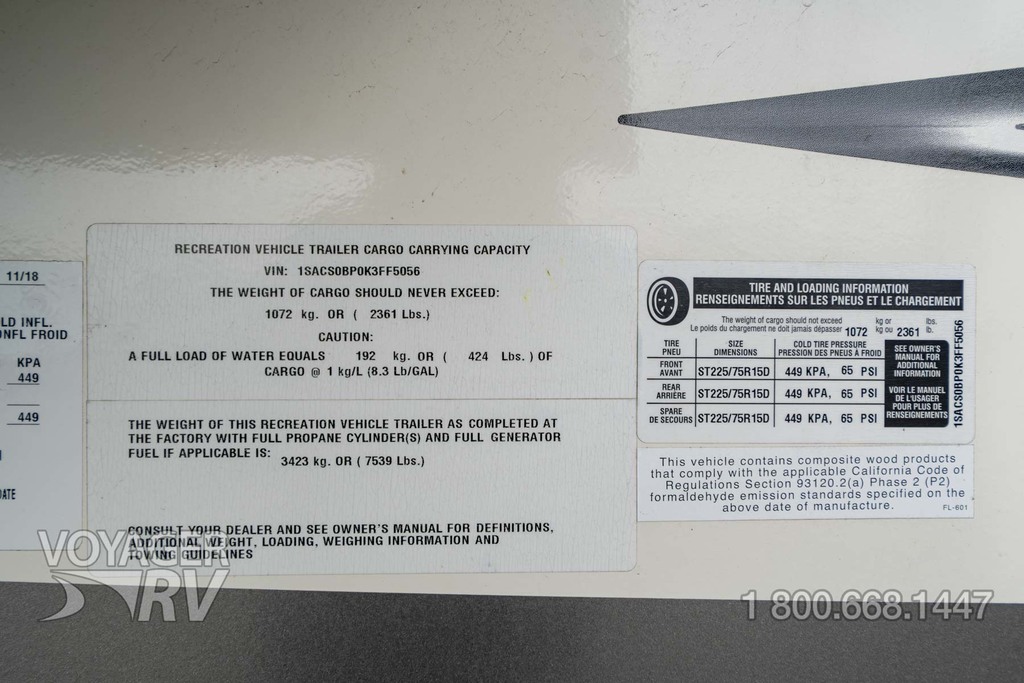 11/18
LD INFL.
ONFL FROID
KPA
449
449
DATE
RECREATION VEHICLE TRAILER CARGO CARRYING CAPACITY
VIN: 1SACS0BP0K3FF5056
THE WEIGHT OF CARGO SHOULD NEVER EXCEED:
1072 kg. OR ( 2361 Lbs.)
CAUTION:
A FULL LOAD OF WATER EQUALS 192 kg. OR ( 424 Lbs. ) OF
CARGO @ 1 kg/L (8.3 Lb/GAL)
THE WEIGHT OF THIS RECREATION VEHICLE TRAILER AS COMPLETED AT
THE FACTORY WITH FULL PROPANE CYLINDER(S) AND FULL GENERATOR
FUEL IF APPLICABLE IS:
3423 kg. OR ( 7539 Lbs.)
CONSULT YOUR DEALER AND SEE OWNER'S MANUAL FOR DEFINITIONS,
ADDITIONAL WEIGHT, LOADING, WEIGHING INFORMATION AND
TOWING GUIDELINES
TIRE AND LOADING INFORMATION
RENSEIGNEMENTS SUR LES PNEUS ET LE CHARGEMENT
The weight of cargo should not exceed kg or lbs.
Le poids du chargement ne doit jamais dépasser 1072 kg ou 2361 lb.
TIRE SIZE COLD TIRE PRESSURE
PNEU DIMENSIONS PRESSION DES PNEUS À FROID
FRONT
AVANT ST225/75R15D 449 KPA, 65 PSI
REAR
ARRIÈRE ST225/75R15D 449 KPA, 65 PSI
SPARE
DE SECOURS ST225/75R15D 449 KPA, 65 PSI
SEE OWNER'S
MANUAL FOR
ADDITIONAL
INFORMATION
VOIR LE MANUEL
DE L'USAGER
POUR PLUS DE
RENSEIGNEMENTS
1SACS0BP0K3FF5056
This vehicle contains composite wood products
that comply with the applicable California Code of
Regulations Section 93120.2(a) Phase 2 (P2)
formaldehyde emission standards specified on the
above date of manufacture.
FL-601
VOYAGER
RV
1 800.668.1447